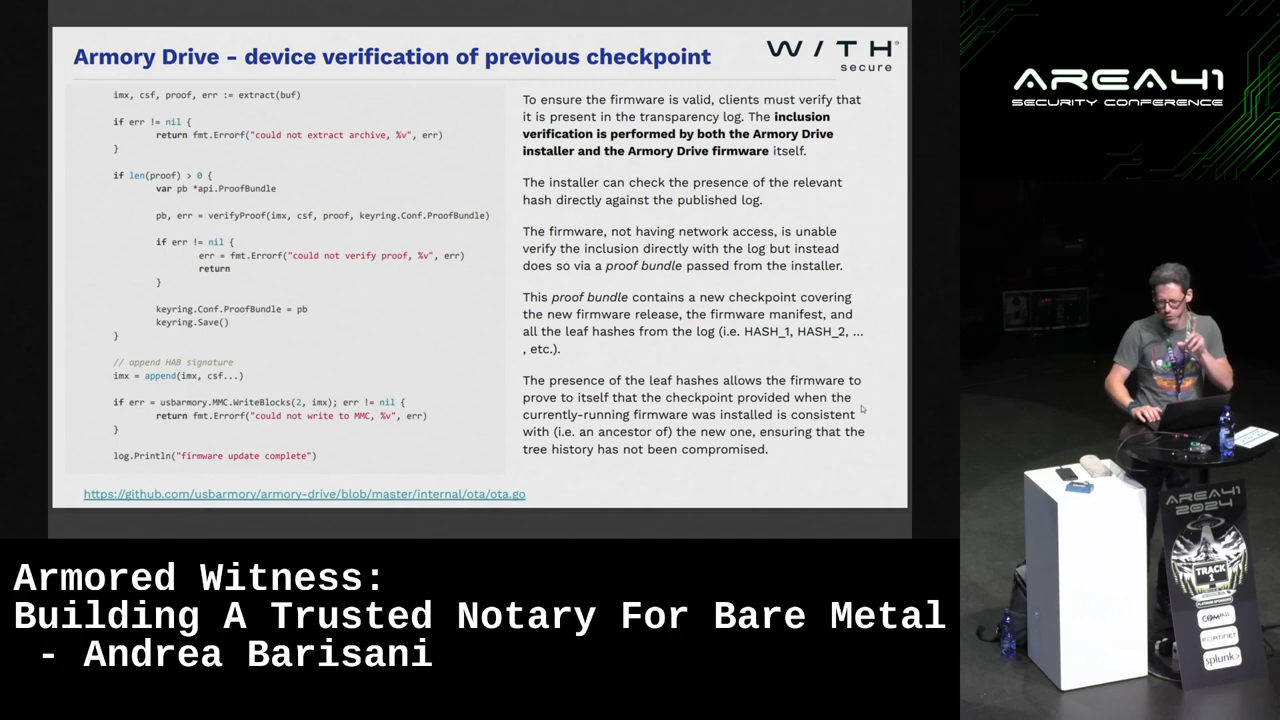 Armory Drive - device verification of previous checkpoint
W / T H
secure
imx, csf, proof, err := extract(buf)
if err != nil {
return fmt.Errorf("could not extract archive, %v", err)
}
if len(proof) > 0 {
var pb *api.ProofBundle
pb, err = verifyProof(imx, csf, proof, keyring.Conf.ProofBundle)
if err != nil {
err = fmt.Errorf("could not verify proof, %v", err)
return
}
keyring.Conf.ProofBundle = pb
keyring.Save()
}
// append HAB signature
imx = append(imx, csf...)
if err = usbarmory.MMC.WriteBlocks(2, imx); err != nil {
return fmt.Errorf("could not write to MMC, %v", err)
}
log.Println("firmware update complete")
To ensure the firmware is valid, clients must verify that
it is present in the transparency log. The inclusion
verification is performed by both the Armory Drive
installer and the Armory Drive firmware itself.
The installer can check the presence of the relevant
hash directly against the published log.
The firmware, not having network access, is unable
verify the inclusion directly with the log but instead
does so via a proof bundle passed from the installer.
This proof bundle contains a new checkpoint covering
the new firmware release, the firmware manifest, and
all the leaf hashes from the log (i.e. HASH_1, HASH_2, ...
, etc.).
The presence of the leaf hashes allows the firmware to
prove to itself that the checkpoint provided when the
currently-running firmware was installed is consistent
with (i.e. an ancestor of) the new one, ensuring that the
tree history has not been compromised.
https://github.com/usbarmory/armory-drive/blob/master/internal/ota/ota.go
AREA41
SECURITY CONFERENCE
AREA41
2024
TRACK
1
PLATINUM SPONSORS
COMPASS
FORTINET
splunk>
Armored Witness:
Building A Trusted Notary For Bare Metal
- Andrea Barisani